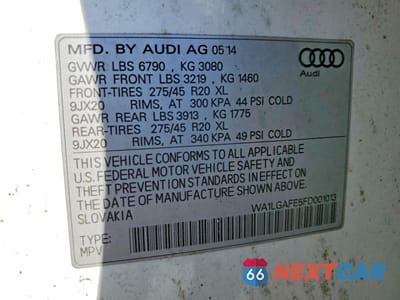 MFD. BY AUDI AG 05 14
GVWR LBS 6790 , KG 3080
GAWR FRONT LBS 3219 , KG 1460
FRONT-TIRES 275/45 R20 XL
9JX20 RIMS, AT 300 KPA 44 PSI COLD
GAWR REAR LBS 3913 , KG 1775
REAR-TIRES 275/45 R20 XL
9JX20 RIMS, AT 340 KPA 49 PSI COLD
THIS VEHICLE CONFORMS TO ALL APPLICABLE
U.S. FEDERAL MOTOR VEHICLE SAFETY, BUMPER AND
THEFT PREVENTION STANDARDS IN EFFECT ON THE
DATE OF MANUFACTURE SHOWN ABOVE.
SLOVAKIA
WA1LGAFE5FD001013
TYPE:
MPV
Audi
66 NEXTCAR